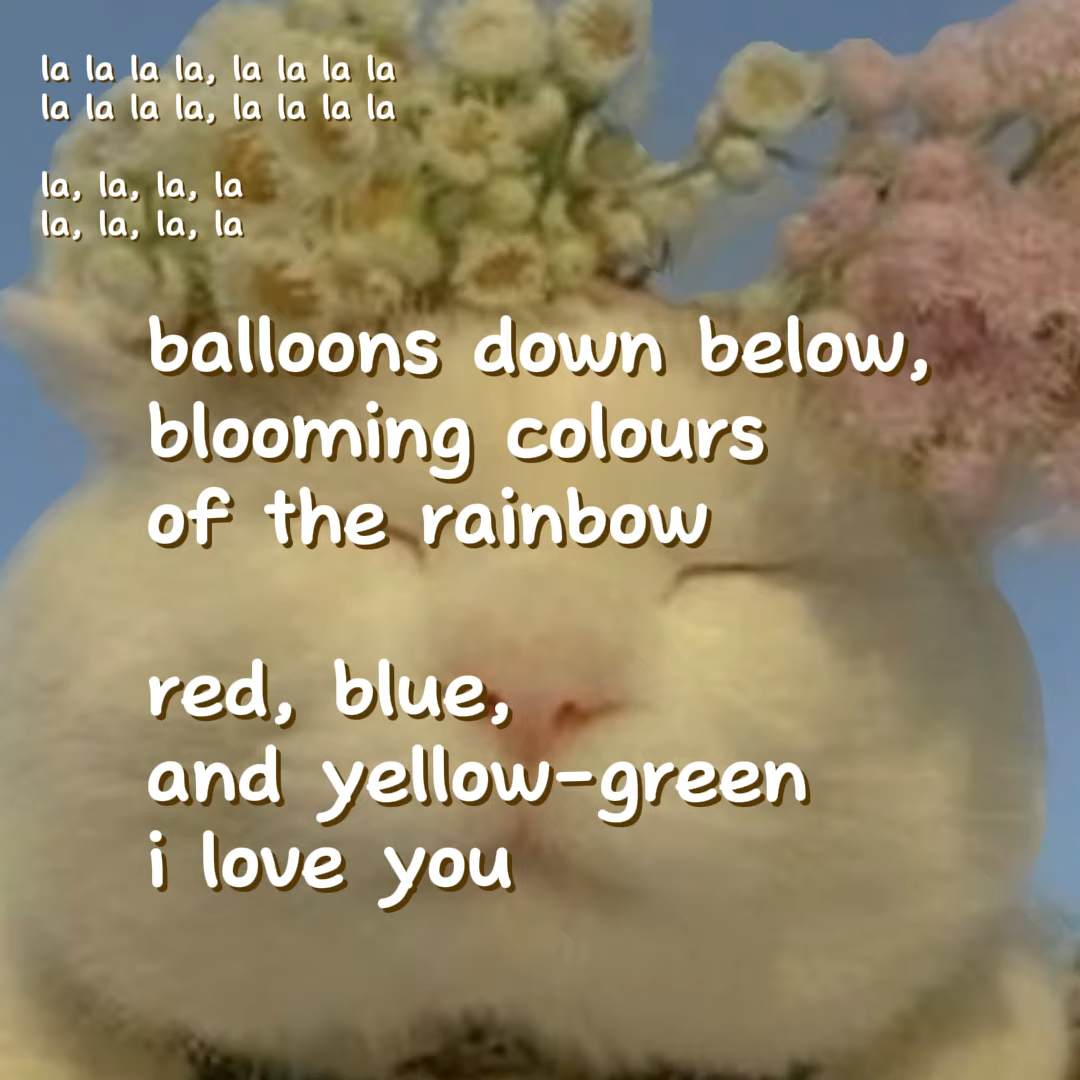 la la la la, la la la la
la la la la, la la la la
la, la, la, la
la, la, la, la
balloons down below,
blooming colours
of the rainbow
red, blue,
and yellow-green
i love you